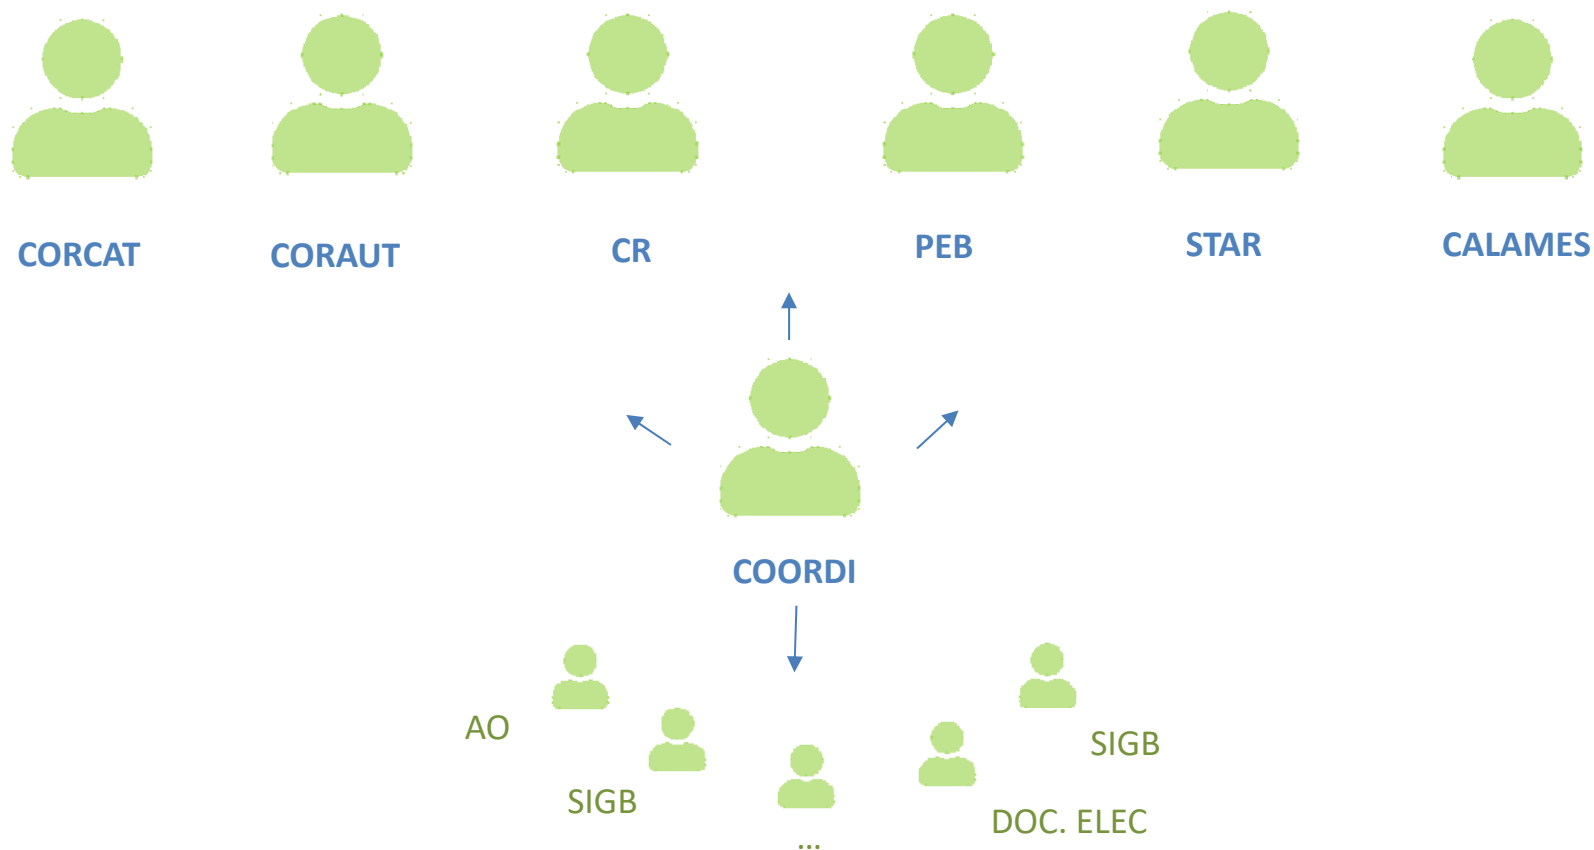 CORCAT
CORAUT
CR
PEB
STAR
CALAMES
COORDI
AO
SIGB
SIGB
DOC. ELEC
...